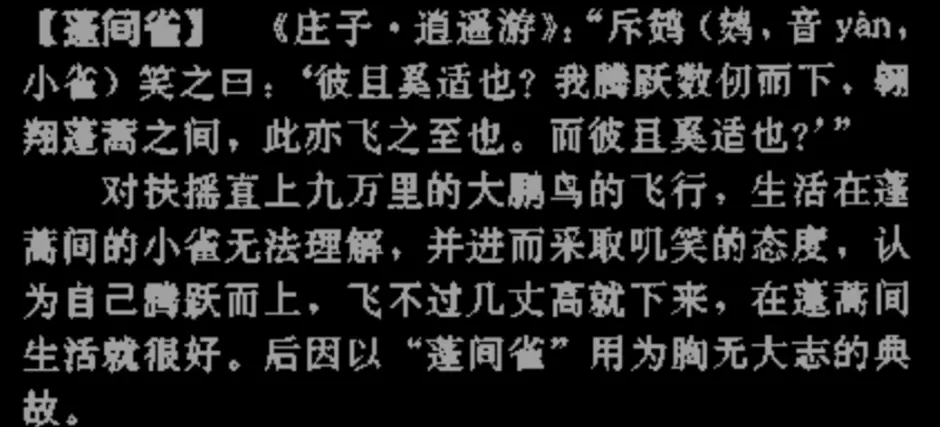 【蓬间雀】 《庄子·逍遥游》：“斥鷃（鷃，音 yàn，
小雀）笑之曰：‘彼且奚适也？我腾跃数仞而下，翱
翔蓬蒿之间，此亦飞之至也。而彼且奚适也？’”
对扶摇直上九万里的大鹏鸟的飞行，生活在蓬
蒿间的小雀无法理解，并进而采取叽笑的态度，认
为自己腾跃而上，飞不过几丈高就下来，在蓬蒿间
生活就很好。后因以“蓬间雀”用为胸无大志的典
故。